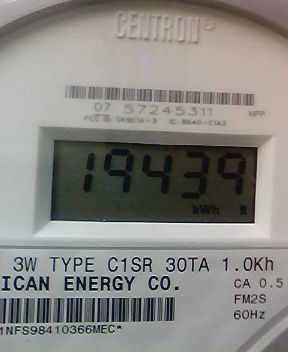 CENTRON®
07 57245311
HPP
19439
kWh
3W TYPE C1SR 30TA 1.0Kh
ICAN ENERGY CO. CA 0.5
FM2S
1NFS98410366MEC* 60Hz